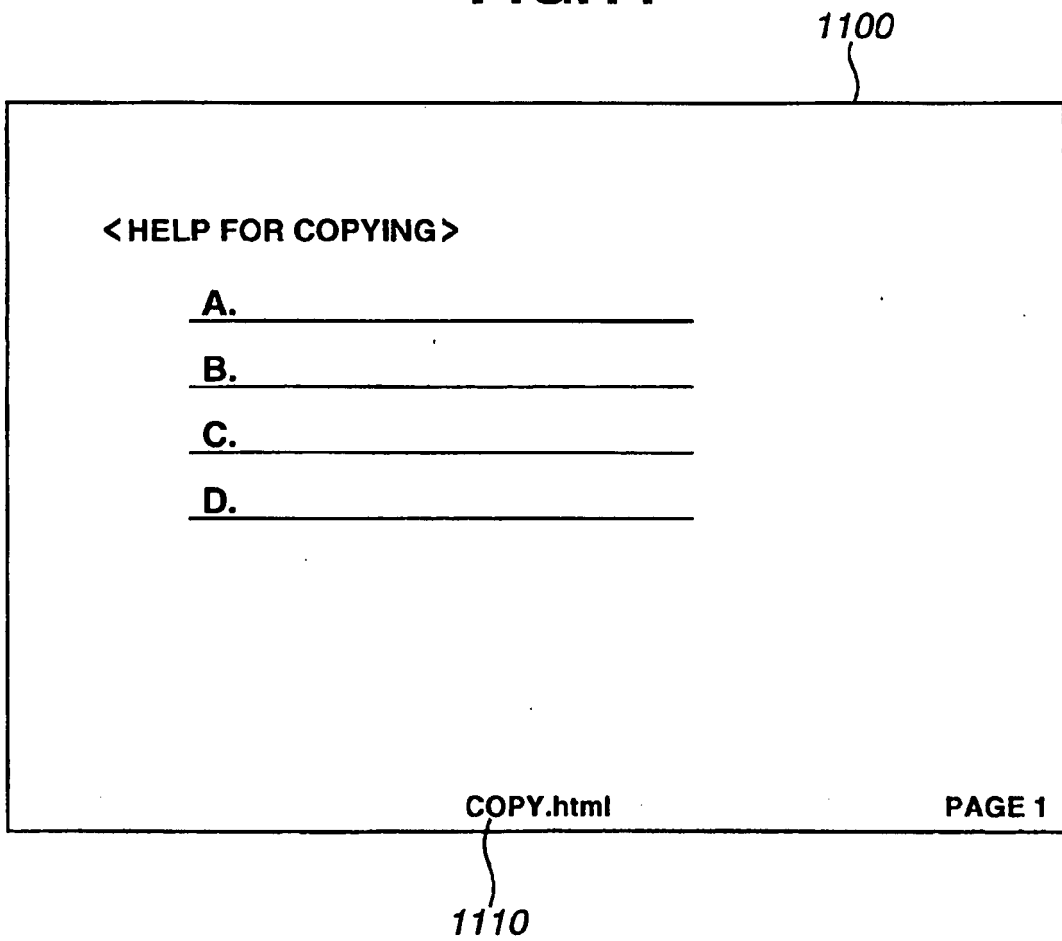 1100
<HELP FOR COPYING>
A.
B.
C.
D.
COPY.html PAGE 1
1110